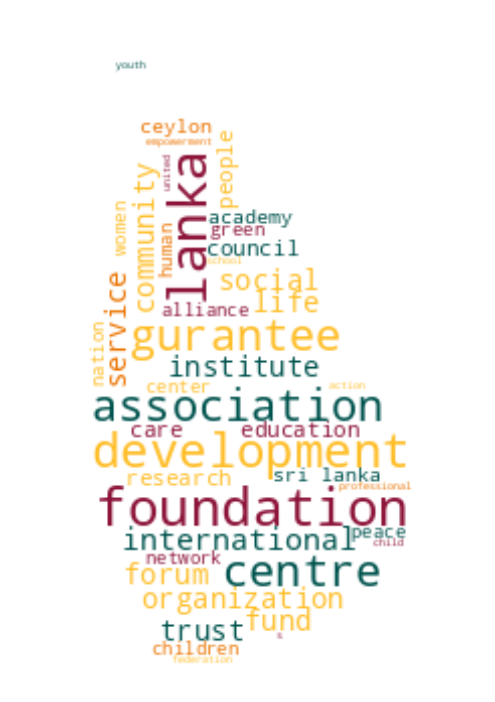 youth
ceylon
empowerment
united
lanka
people
community
women
human
academy
green
council
school
social
life
alliance
service
nation
gurantee
institute
center
action
association
care education
development
research
sri lanka
professional
foundation
international
peace
child
network
forum
centre
organization
fund
trust
s
children
federation